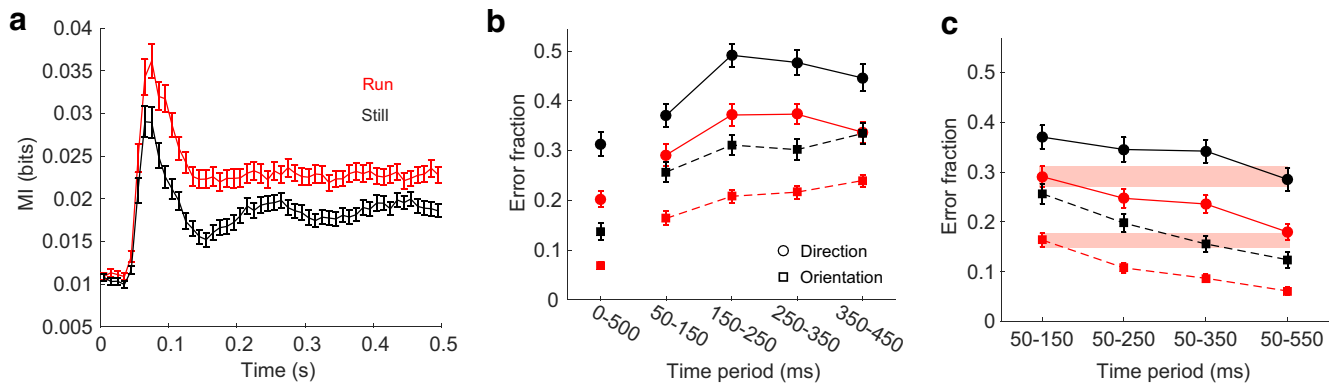 a
0.04
0.035
0.03
0.025
0.02
0.015
0.01
0.005
MI (bits)
Run
Still
0
0.1
0.2
0.3
0.4
0.5
Time (s)
b
0.5
0.4
0.3
0.2
0.1
0
Error fraction
Direction
Orientation
0-500
50-150
150-250
250-350
350-450
Time period (ms)
c
0.5
0.4
0.3
0.2
0.1
0
Error fraction
50-150
50-250
50-350
50-550
Time period (ms)